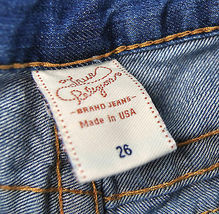 True
Religion
BRAND JEANS
Made in USA
26